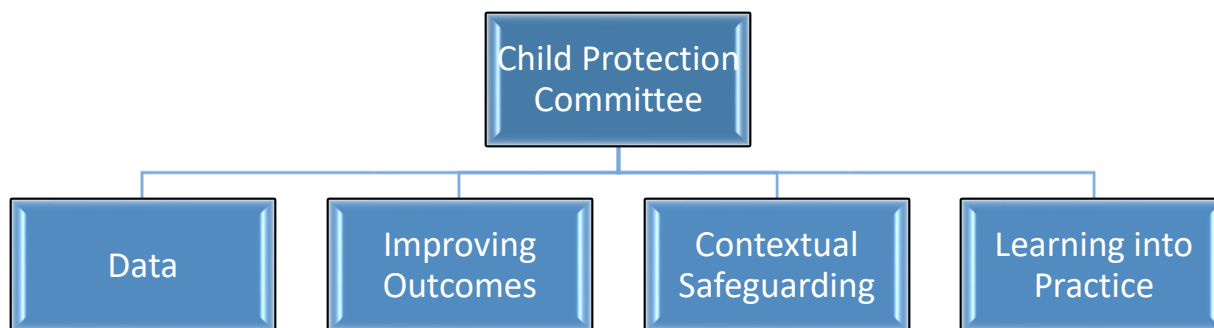 Child Protection
Committee
Data
Improving
Outcomes
Contextual
Safeguarding
Learning into
Practice